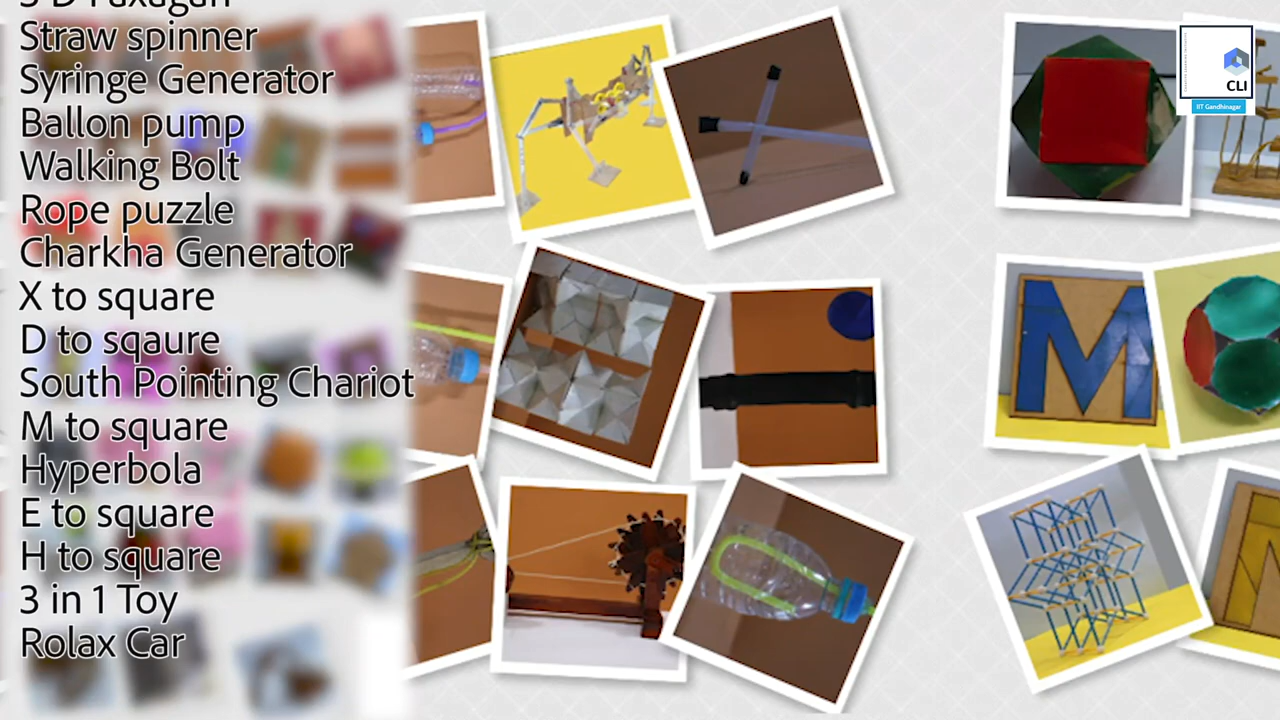 Straw spinner
Syringe Generator
Ballon pump
Walking Bolt
Rope puzzle
Charkha Generator
X to square
D to sqaure
South Pointing Chariot
M to square
Hyperbola
E to square
H to square
3 in 1 Toy
Rolax Car
CLI
IIT Gandhinagar